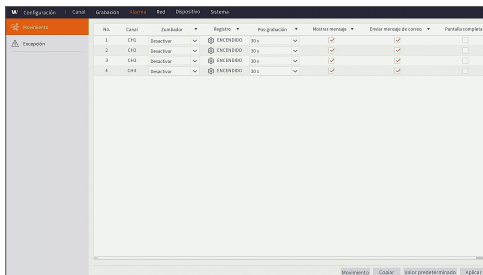 W Configuración Canal Grabación Alarma Red Dispositivo Sistema
Movimiento
Excepción
No. Canal Zumbador Registro Pos grabación Mostrar mensaje Enviar mensaje de correo Pantalla completa
1 CH1 Desactivar ENCENDIDO 30 s
2 CH2 Desactivar ENCENDIDO 30 s
3 CH3 Desactivar ENCENDIDO 30 s
4 CH4 Desactivar ENCENDIDO 30 s
Movimiento Copiar Valor predeterminado Aplicar